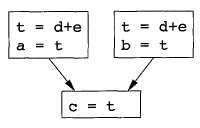 t = d+e
a = t
t = d+e
b = t
c = t